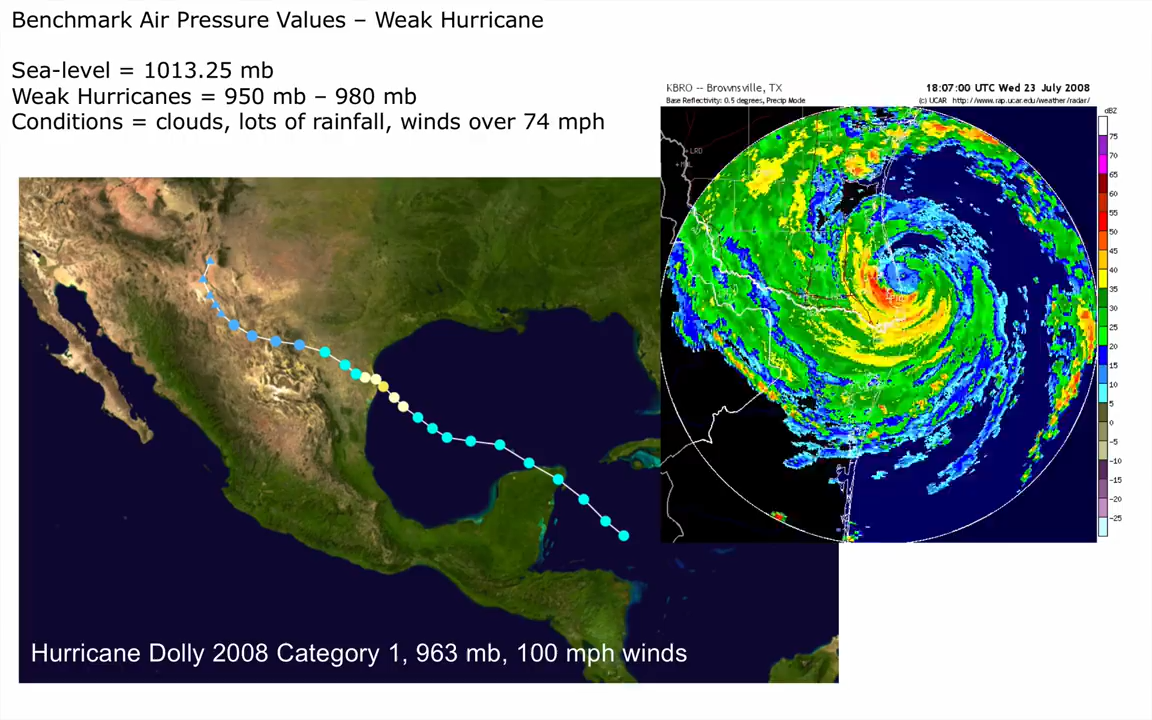 Benchmark Air Pressure Values – Weak Hurricane
Sea-level = 1013.25 mb
Weak Hurricanes = 950 mb – 980 mb
Conditions = clouds, lots of rainfall, winds over 74 mph
KBRO -- Brownsville, TX
18:07:00 UTC Wed 23 July 2008
Base Reflectivity: 0.5 degrees, Precip Mode
(c) UCAR http://www.rap.ucar.edu/weather/radar/
dBZ
75
70
65
60
55
50
45
40
35
30
25
20
15
10
5
0
-5
-10
-15
-20
-25
LRD
Hurricane Dolly 2008 Category 1, 963 mb, 100 mph winds